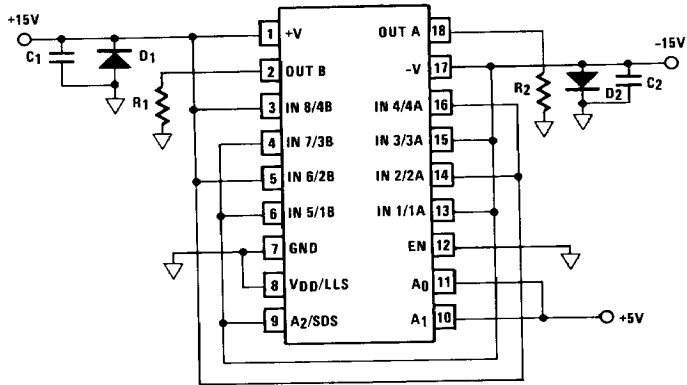 +15V
C1
D1
R1
1 +V
2 OUT B
3 IN 8/4B
4 IN 7/3B
5 IN 6/2B
6 IN 5/1B
7 GND
8 VDD/LLS
9 A2/SDS
OUT A 18
-V 17
IN 4/4A 16
IN 3/3A 15
IN 2/2A 14
IN 1/1A 13
EN 12
A0 11
A1 10
-15V
R2
D2
C2
+5V